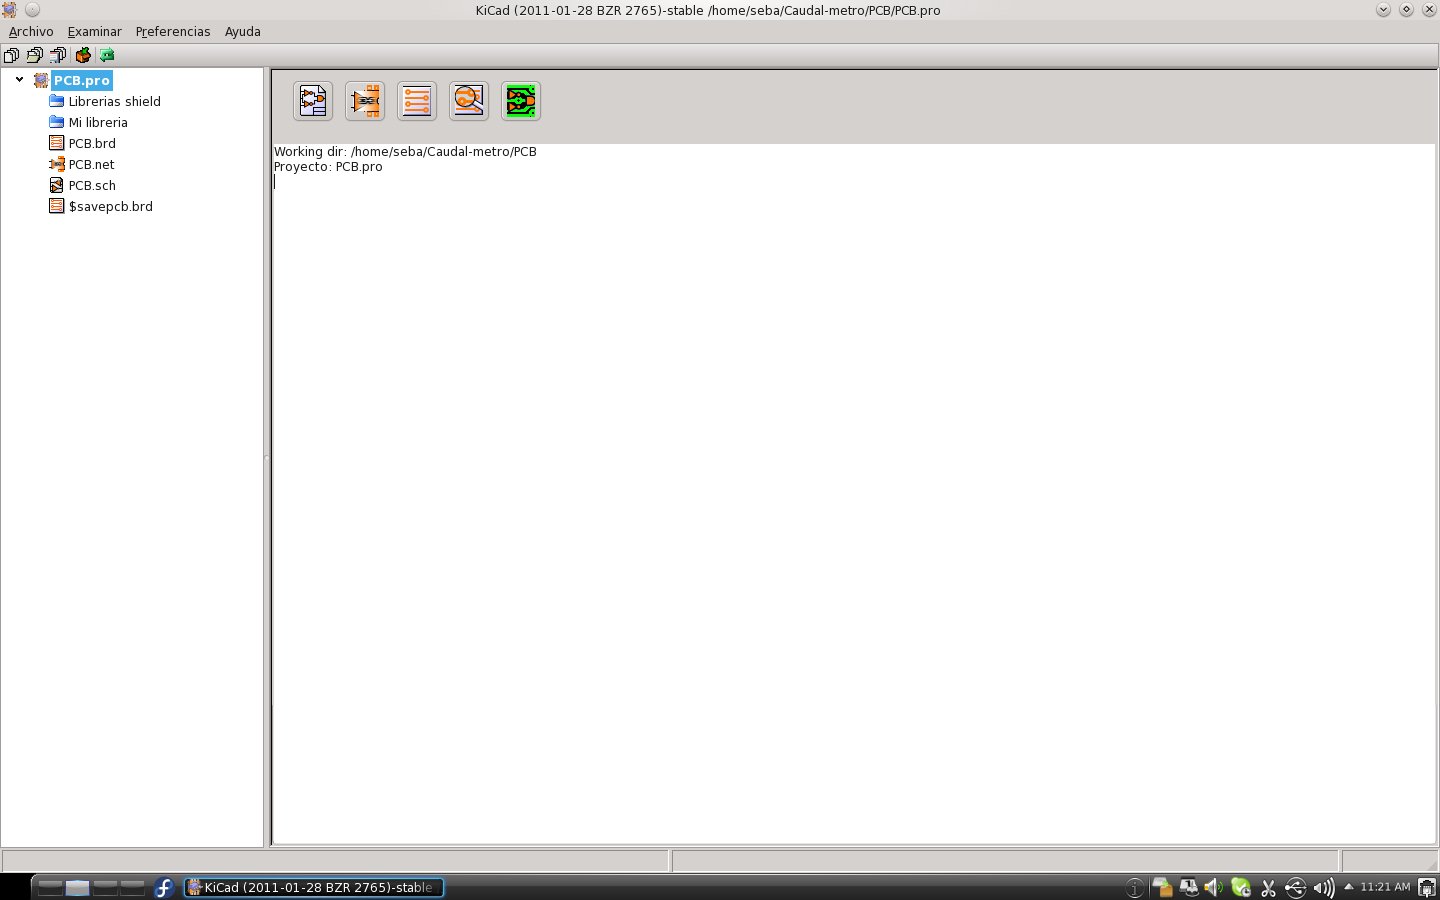 KiCad (2011-01-28 BZR 2765)-stable /home/seba/Caudal-metro/PCB/PCB.pro
Archivo Examinar Preferencias Ayuda
PCB.pro
Librerias shield
Mi libreria
PCB.brd
PCB.net
PCB.sch
$savepcb.brd
Working dir: /home/seba/Caudal-metro/PCB
Proyecto: PCB.pro
KiCad (2011-01-28 BZR 2765)-stable
11:21 AM